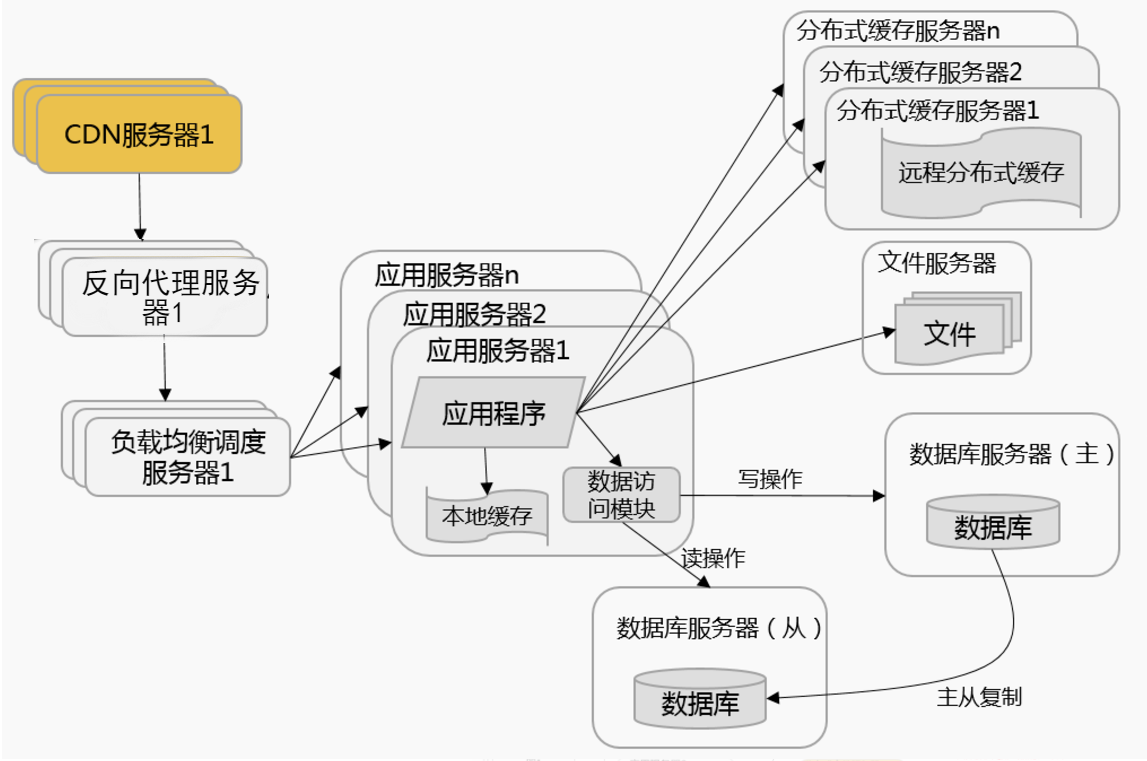 分布式缓存服务器n
分布式缓存服务器2
分布式缓存服务器1
远程分布式缓存
CDN服务器1
反向代理服务
器1
负载均衡调度
服务器1
应用服务器n
应用服务器2
应用服务器1
应用程序
本地缓存
数据访
问模块
文件服务器
文件
写操作
读操作
数据库服务器（主）
数据库
数据库服务器（从）
数据库
主从复制